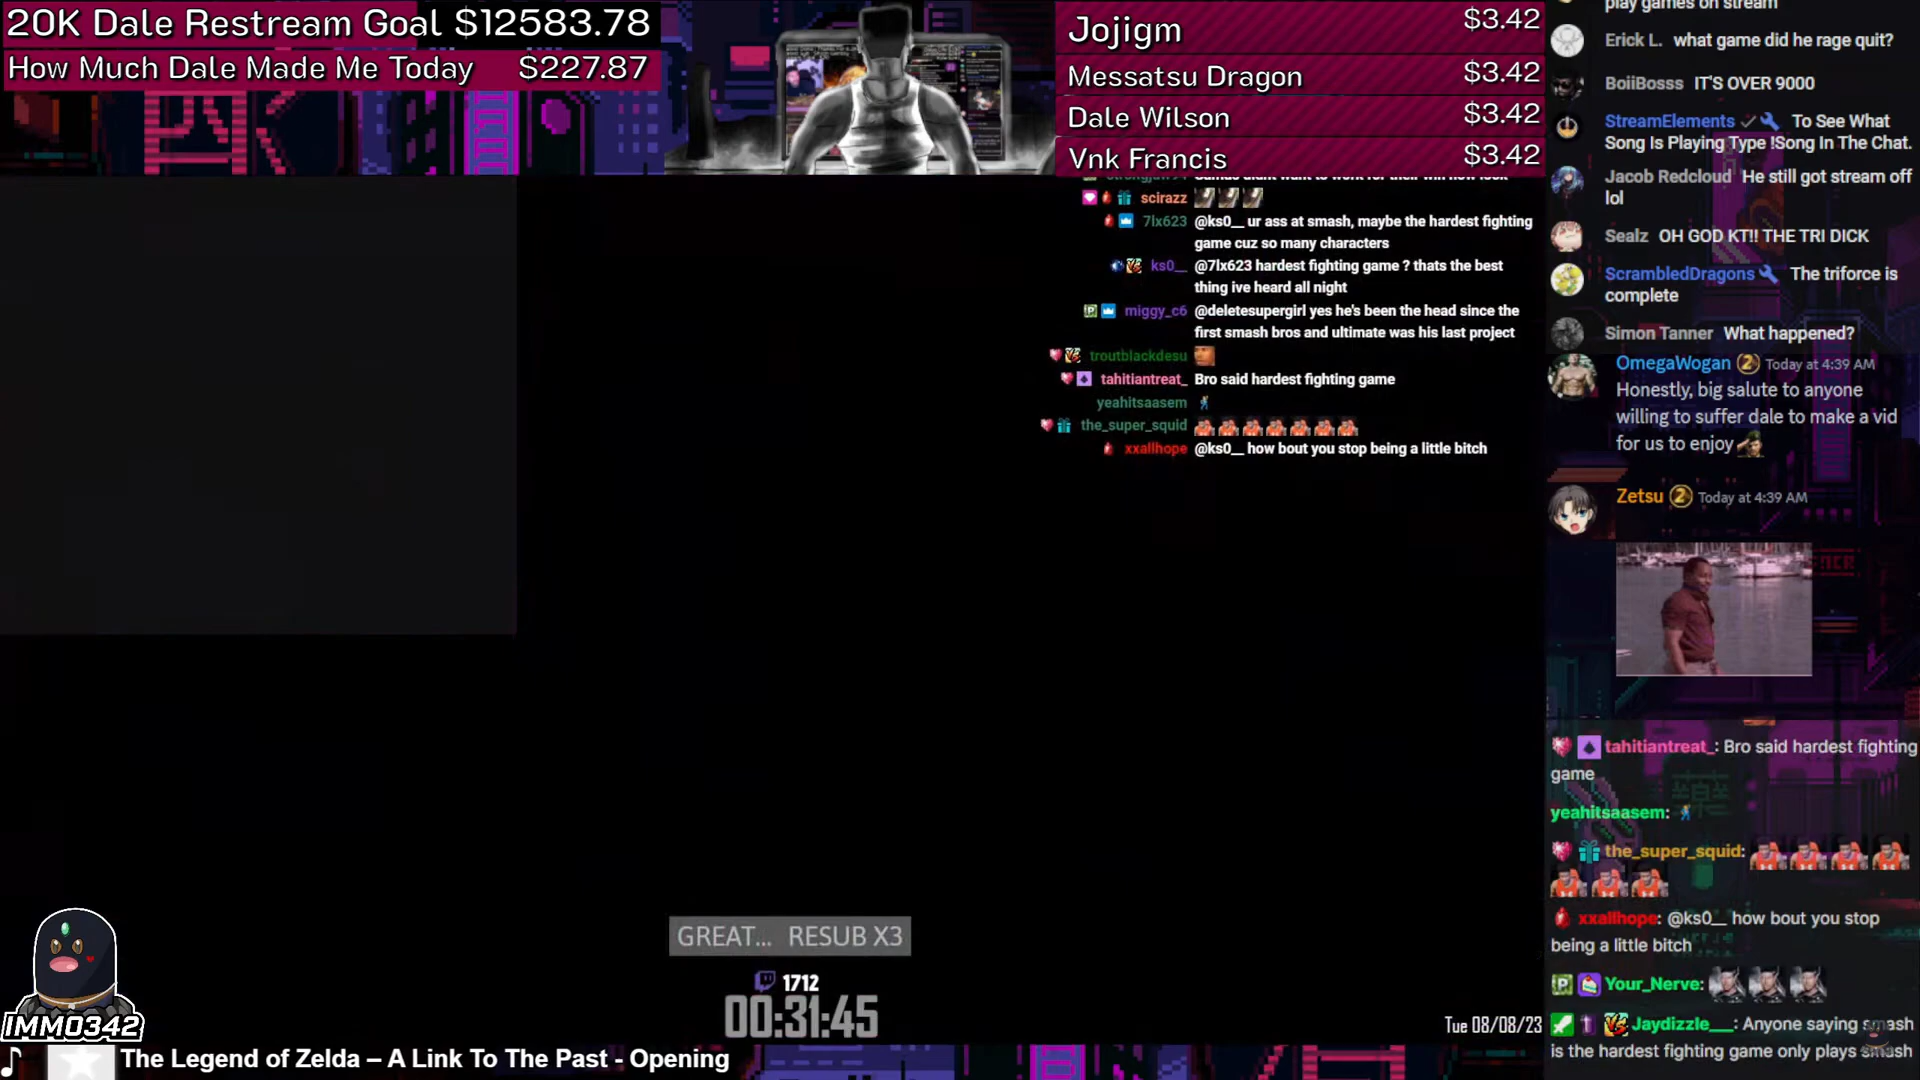 20K Dale Restream Goal $12583.78
How Much Dale Made Me Today $227.87
Jojigm $3.42
Messatsu Dragon $3.42
Dale Wilson $3.42
Vnk Francis $3.42
scirazz
7lx623 @ks0__ ur ass at smash, maybe the hardest fighting
game cuz so many characters
ks0__ @7lx623 hardest fighting game ? thats the best
thing ive heard all night
miggy_c6 @deletesupergirl yes he's been the head since the
first smash bros and ultimate was his last project
troutblackdesu
tahitiantreat_ Bro said hardest fighting game
yeahitsaasem
the_super_squid
xxallhope @ks0__ how bout you stop being a little bitch
play games on stream
Erick L. what game did he rage quit?
BoiiBosss IT'S OVER 9000
StreamElements To See What
Song Is Playing Type !Song In The Chat.
Jacob Redcloud He still got stream off
lol
Sealz OH GOD KT!! THE TRI DICK
ScrambledDragons The triforce is
complete
Simon Tanner What happened?
OmegaWogan 2 Today at 4:39 AM
Honestly, big salute to anyone
willing to suffer dale to make a vid
for us to enjoy
Zetsu 2 Today at 4:39 AM
tahitiantreat_: Bro said hardest fighting
game
yeahitsaasem:
the_super_squid:
xxallhope: @ks0__ how bout you stop
being a little bitch
Your_Nerve:
Jaydizzle___: Anyone saying smash
is the hardest fighting game only plays smash
GREAT... RESUB X3
1712
00:31:45
Tue 08/08/23
IMMO342
The Legend of Zelda – A Link To The Past - Opening